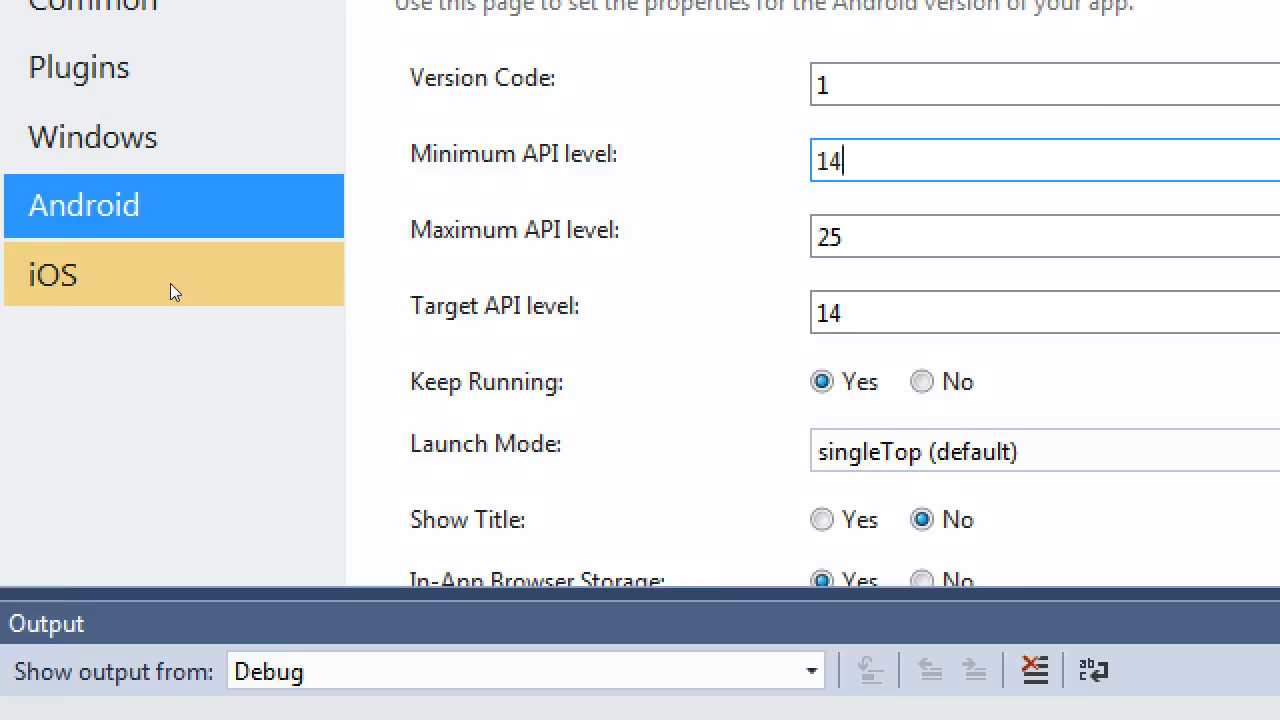 Common
Use this page to set the properties for the Android version of your app.
Plugins
Windows
Android
iOS
Version Code:
1
Minimum API level:
14
Maximum API level:
25
Target API level:
14
Keep Running:
Yes
No
Launch Mode:
singleTop (default)
Show Title:
Yes
No
In-App Browser Storage:
Yes
No
Output
Show output from:
Debug
ab
c